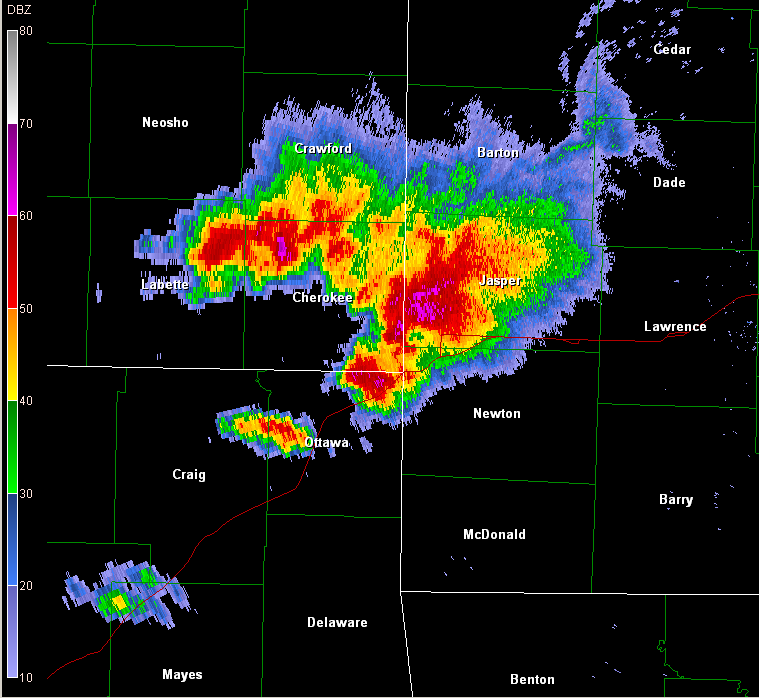 DBZ
80
Cedar
70
Neosho
Crawford
Barton
Dade
60
Labette
Jasper
Cherokee
50
Lawrence
40
Newton
Ottawa
Craig
30
Barry
McDonald
20
Delaware
10
Mayes
Benton